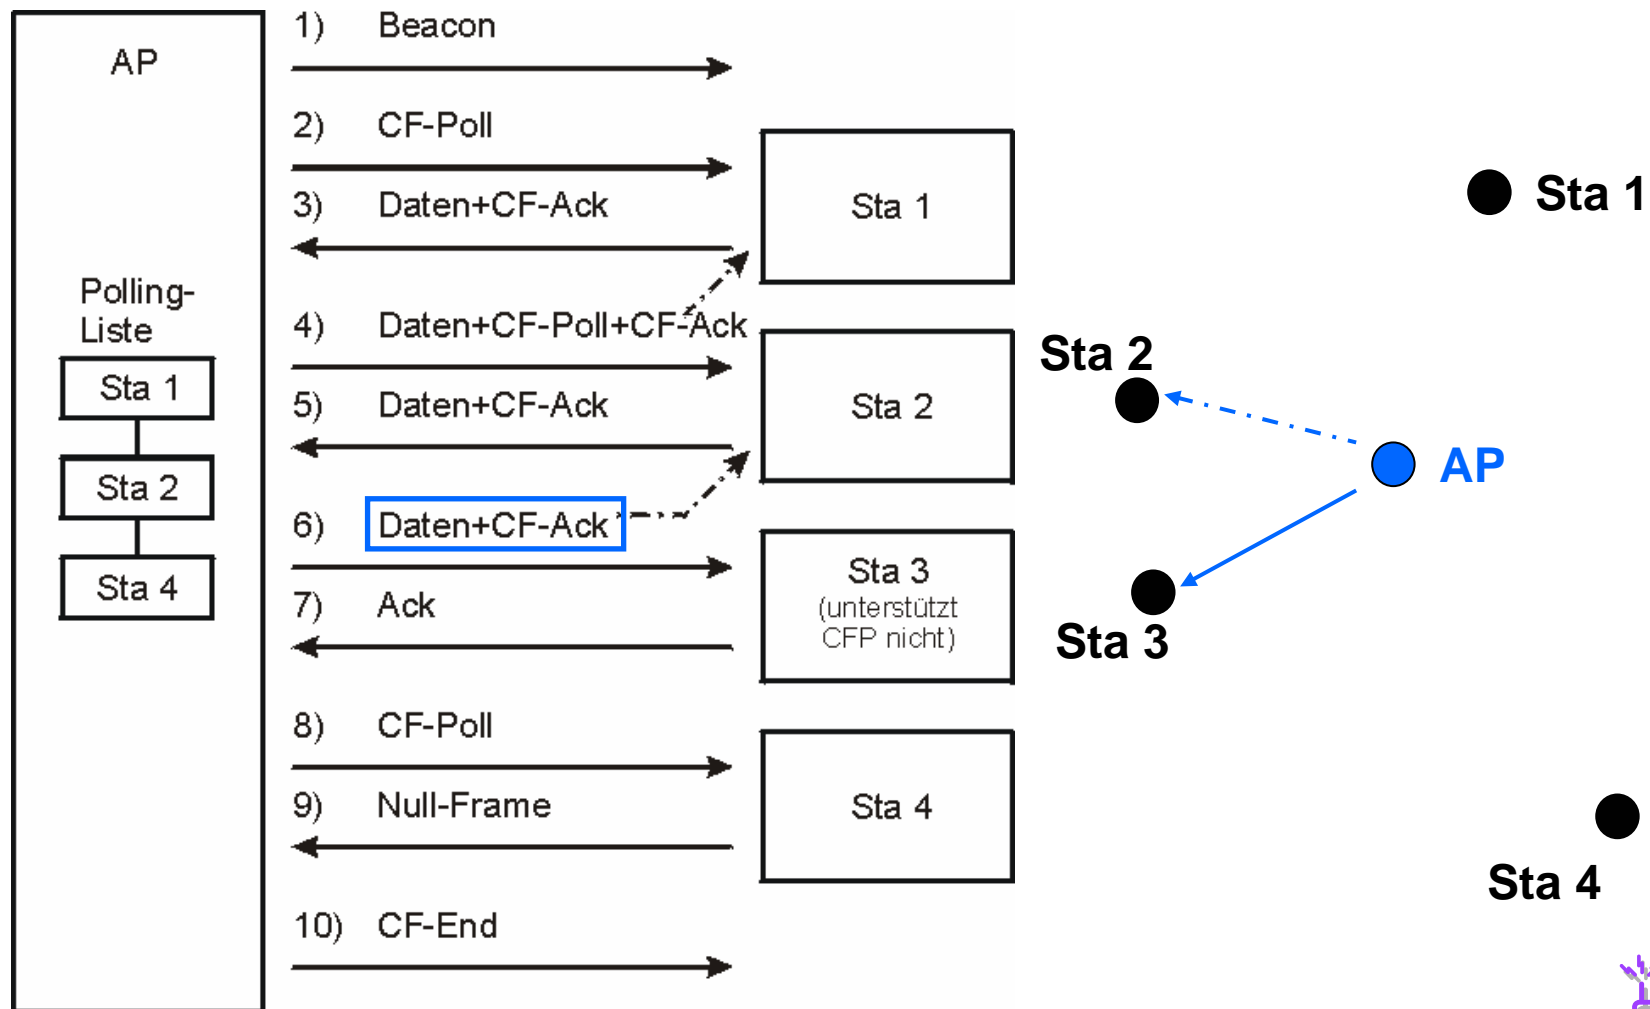 AP
1) Beacon
2) CF-Poll
3) Daten+CF-Ack
4) Daten+CF-Poll+CF-Ack
5) Daten+CF-Ack
6) Daten+CF-Ack
7) Ack
8) CF-Poll
9) Null-Frame
10) CF-End
Polling-
Liste
Sta 1
Sta 2
Sta 4
Sta 1
Sta 2
Sta 3
(unterstützt
CFP nicht)
Sta 4
Sta 1
Sta 2
AP
Sta 3
Sta 4